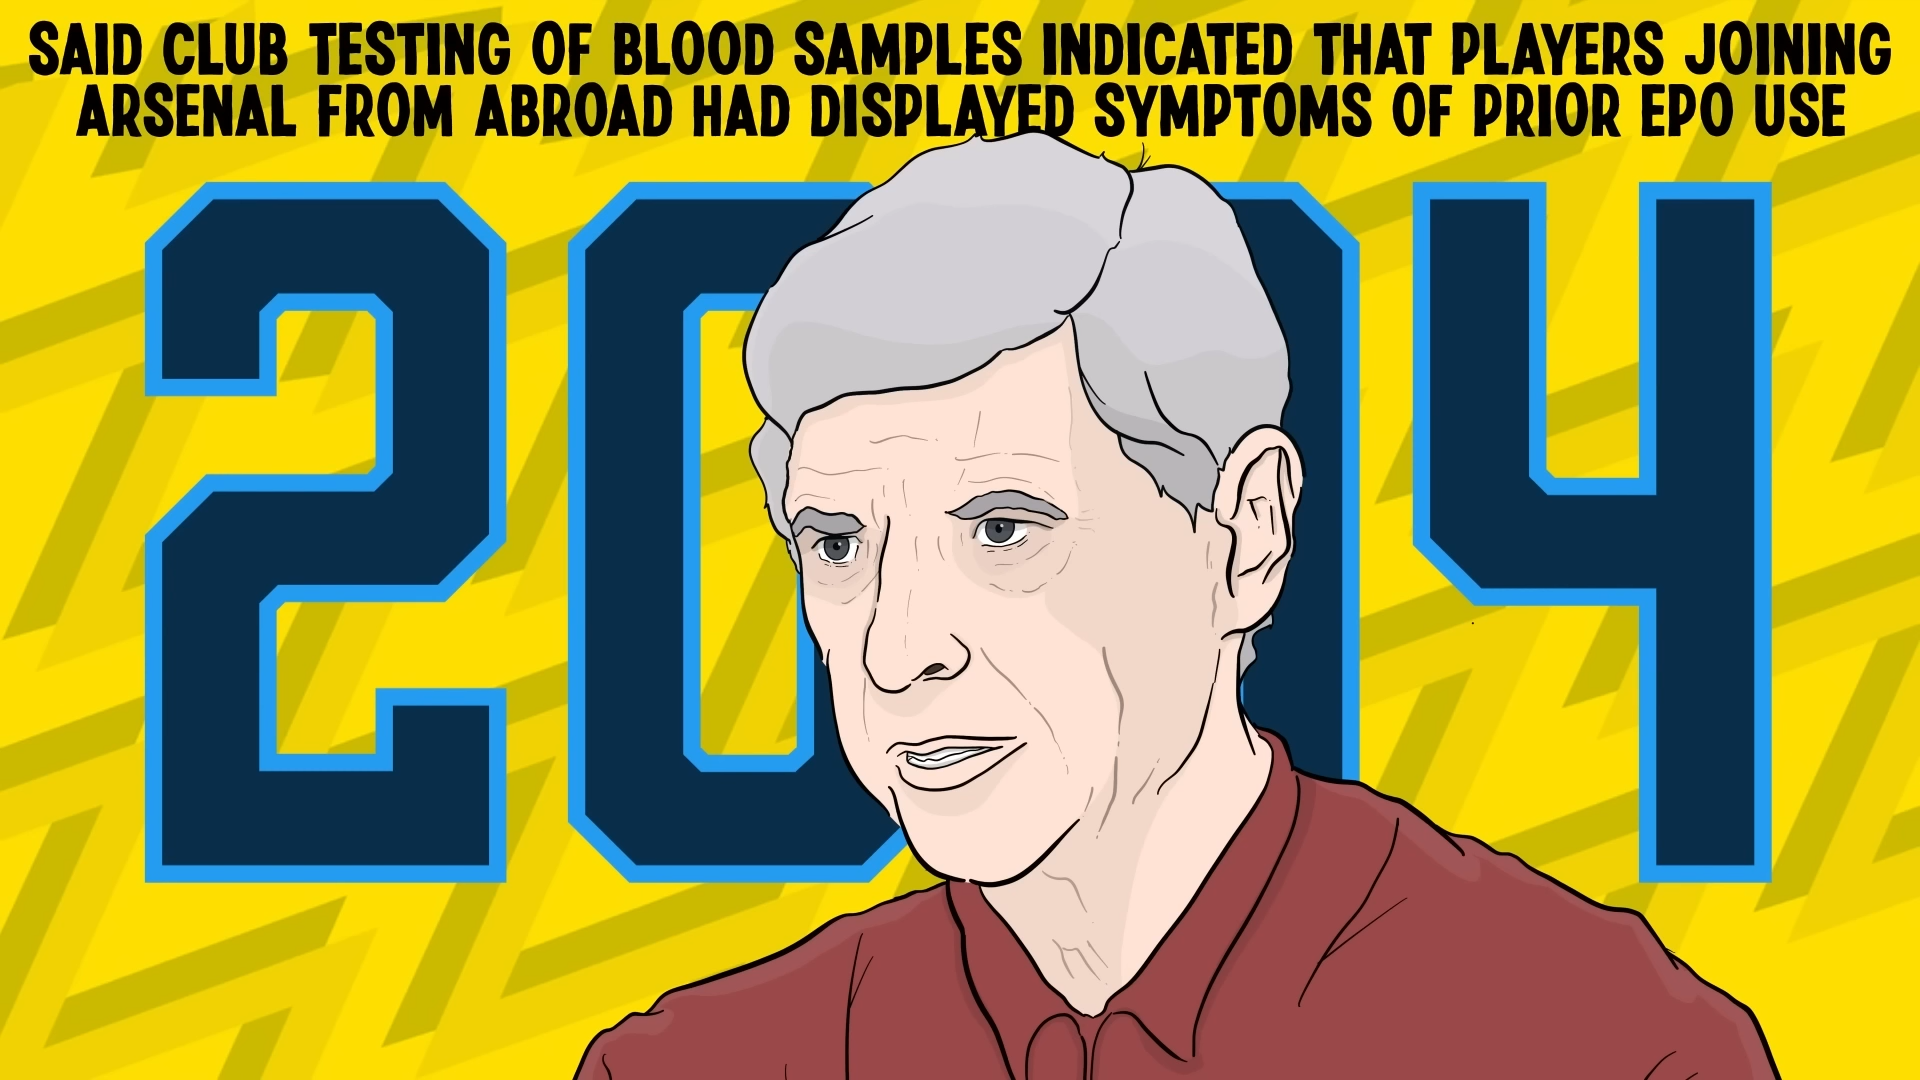 SAID CLUB TESTING OF BLOOD SAMPLES INDICATED THAT PLAYERS JOINING
ARSENAL FROM ABROAD HAD DISPLAYED SYMPTOMS OF PRIOR EPO USE
2004